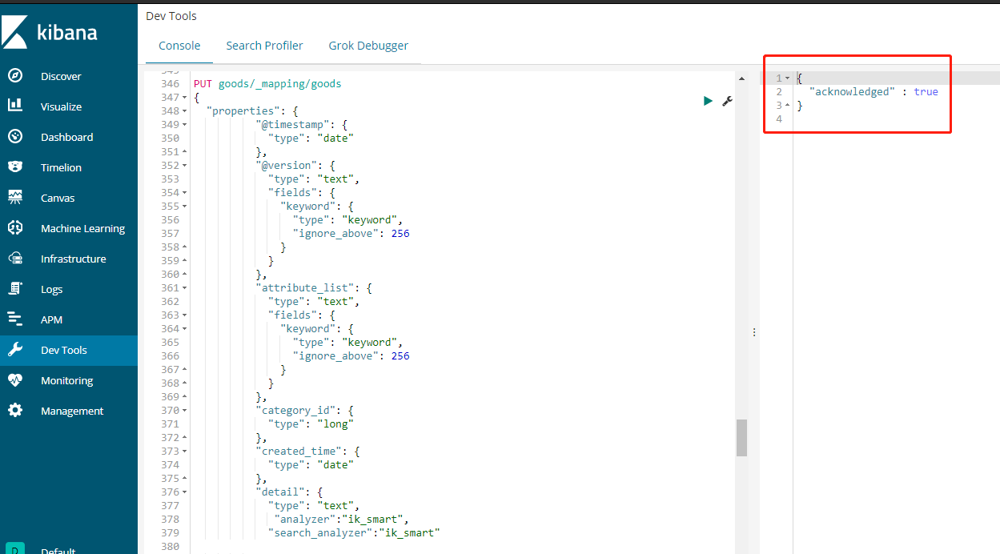 kibana
Discover
Visualize
Dashboard
Timelion
Canvas
Machine Learning
Infrastructure
Logs
APM
Dev Tools
Monitoring
Management
D
Default
Dev Tools
Console Search Profiler Grok Debugger
345
346 PUT goods/_mapping/goods
347 {
348 "properties": {
349 "@timestamp": {
350 "type": "date"
351 },
352 "@version": {
353 "type": "text",
354 "fields": {
355 "keyword": {
356 "type": "keyword",
357 "ignore_above": 256
358 }
359 }
360 },
361 "attribute_list": {
362 "type": "text",
363 "fields": {
364 "keyword": {
365 "type": "keyword",
366 "ignore_above": 256
367 }
368 }
369 },
370 "category_id": {
371 "type": "long"
372 },
373 "created_time": {
374 "type": "date"
375 },
376 "detail": {
377 "type": "text",
378 "analyzer":"ik_smart",
379 "search_analyzer":"ik_smart"
380
1 {
2 "acknowledged" : true
3 }
4